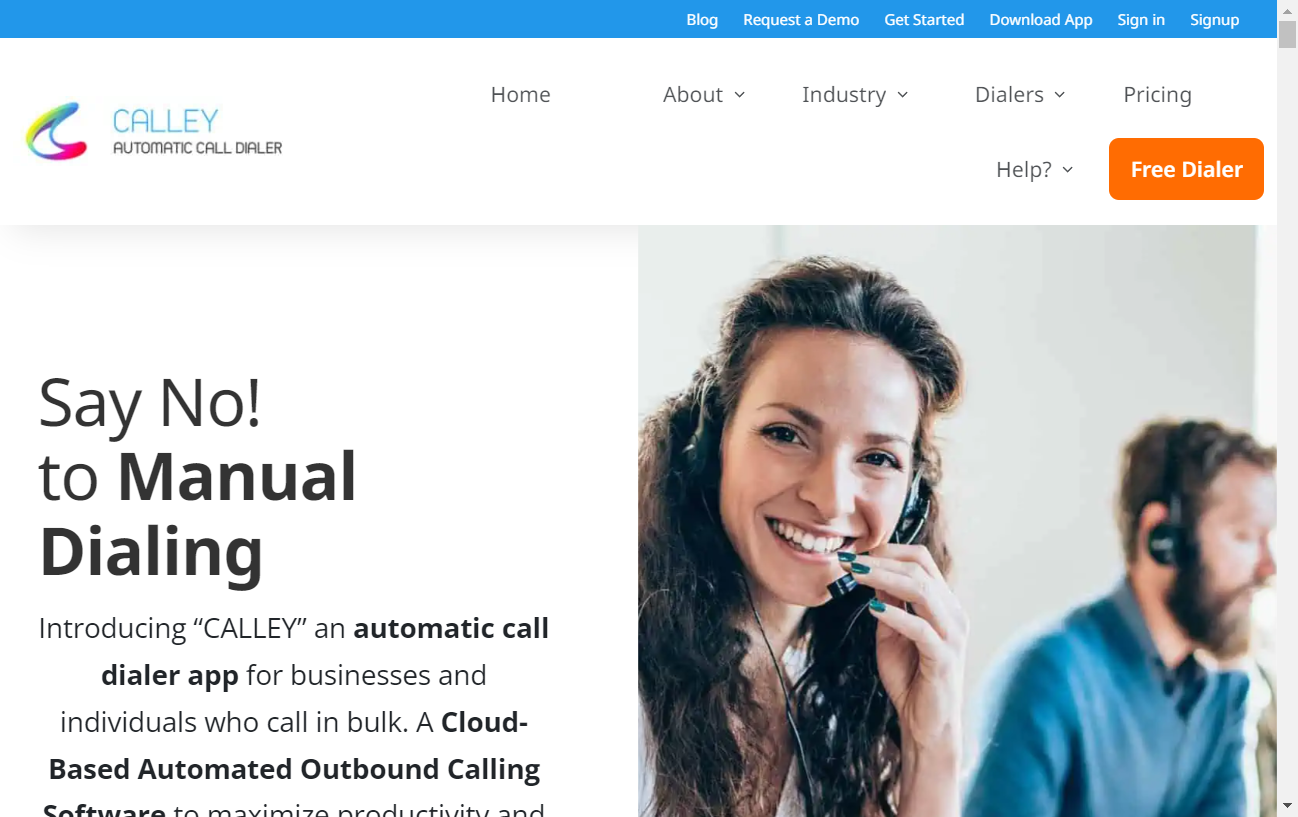 Blog Request a Demo Get Started Download App Sign in Signup
Home About Industry Dialers Pricing
CALLEY
AUTOMATIC CALL DIALER
Help? Free Dialer
Say No!
to Manual
Dialing
Introducing “CALLEY” an automatic call
dialer app for businesses and
individuals who call in bulk. A Cloud-
Based Automated Outbound Calling
Software to maximize productivity and